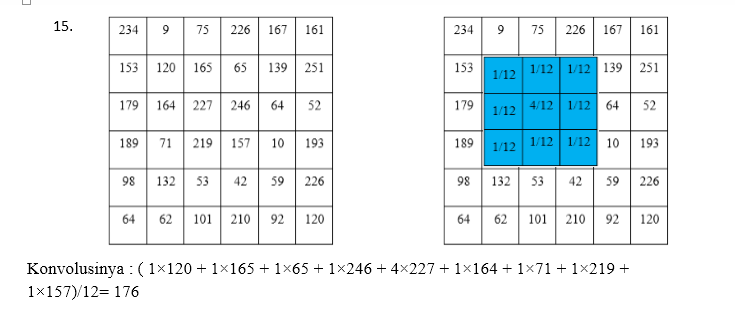 15.
234 9 75 226 167 161
153 120 165 65 139 251
179 164 227 246 64 52
189 71 219 157 10 193
98 132 53 42 59 226
64 62 101 210 92 120
234 9 75 226 167 161
153 1/12 1/12 1/12 139 251
179 1/12 4/12 1/12 64 52
189 1/12 1/12 1/12 10 193
98 132 53 42 59 226
64 62 101 210 92 120
Konvolusinya : ( 1×120 + 1×165 + 1×65 + 1×246 + 4×227 + 1×164 + 1×71 + 1×219 +
1×157)/12= 176